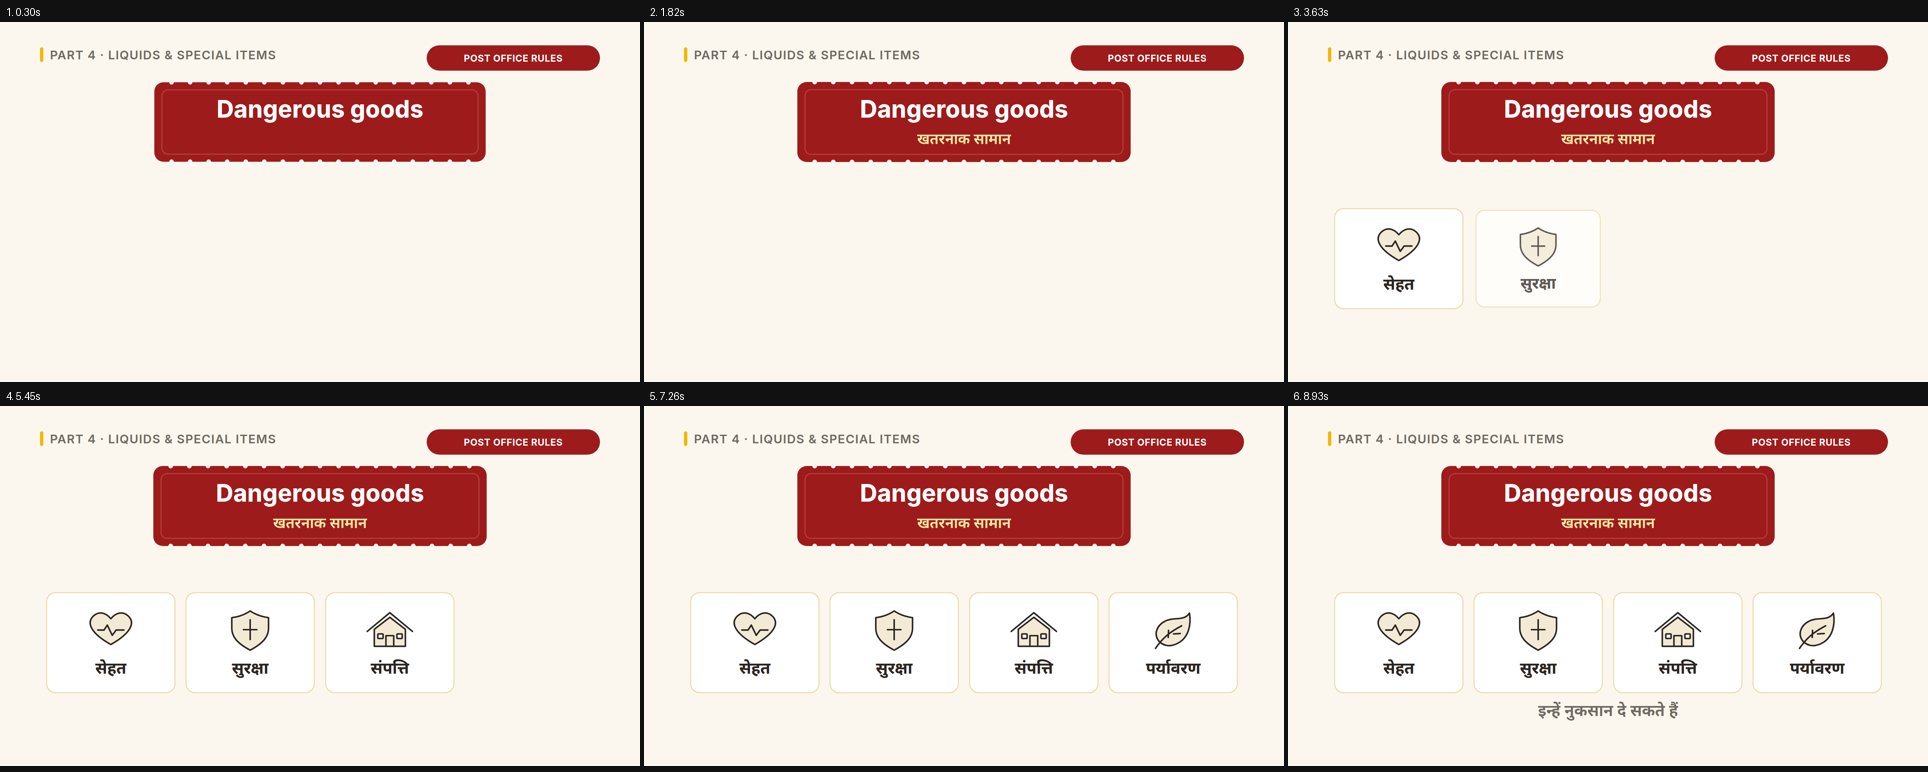 1. 0.30s
PART 4 · LIQUIDS & SPECIAL ITEMS
POST OFFICE RULES
Dangerous goods
2. 1.82s
PART 4 · LIQUIDS & SPECIAL ITEMS
POST OFFICE RULES
Dangerous goods
खतरनाक सामान
3. 3.63s
PART 4 · LIQUIDS & SPECIAL ITEMS
POST OFFICE RULES
Dangerous goods
खतरनाक सामान
सेहत
सुरक्षा
4. 5.45s
PART 4 · LIQUIDS & SPECIAL ITEMS
POST OFFICE RULES
Dangerous goods
खतरनाक सामान
सेहत
सुरक्षा
संपत्ति
5. 7.26s
PART 4 · LIQUIDS & SPECIAL ITEMS
POST OFFICE RULES
Dangerous goods
खतरनाक सामान
सेहत
सुरक्षा
संपत्ति
पर्यावरण
6. 8.93s
PART 4 · LIQUIDS & SPECIAL ITEMS
POST OFFICE RULES
Dangerous goods
खतरनाक सामान
सेहत
सुरक्षा
संपत्ति
पर्यावरण
इन्हें नुकसान दे सकते हैं